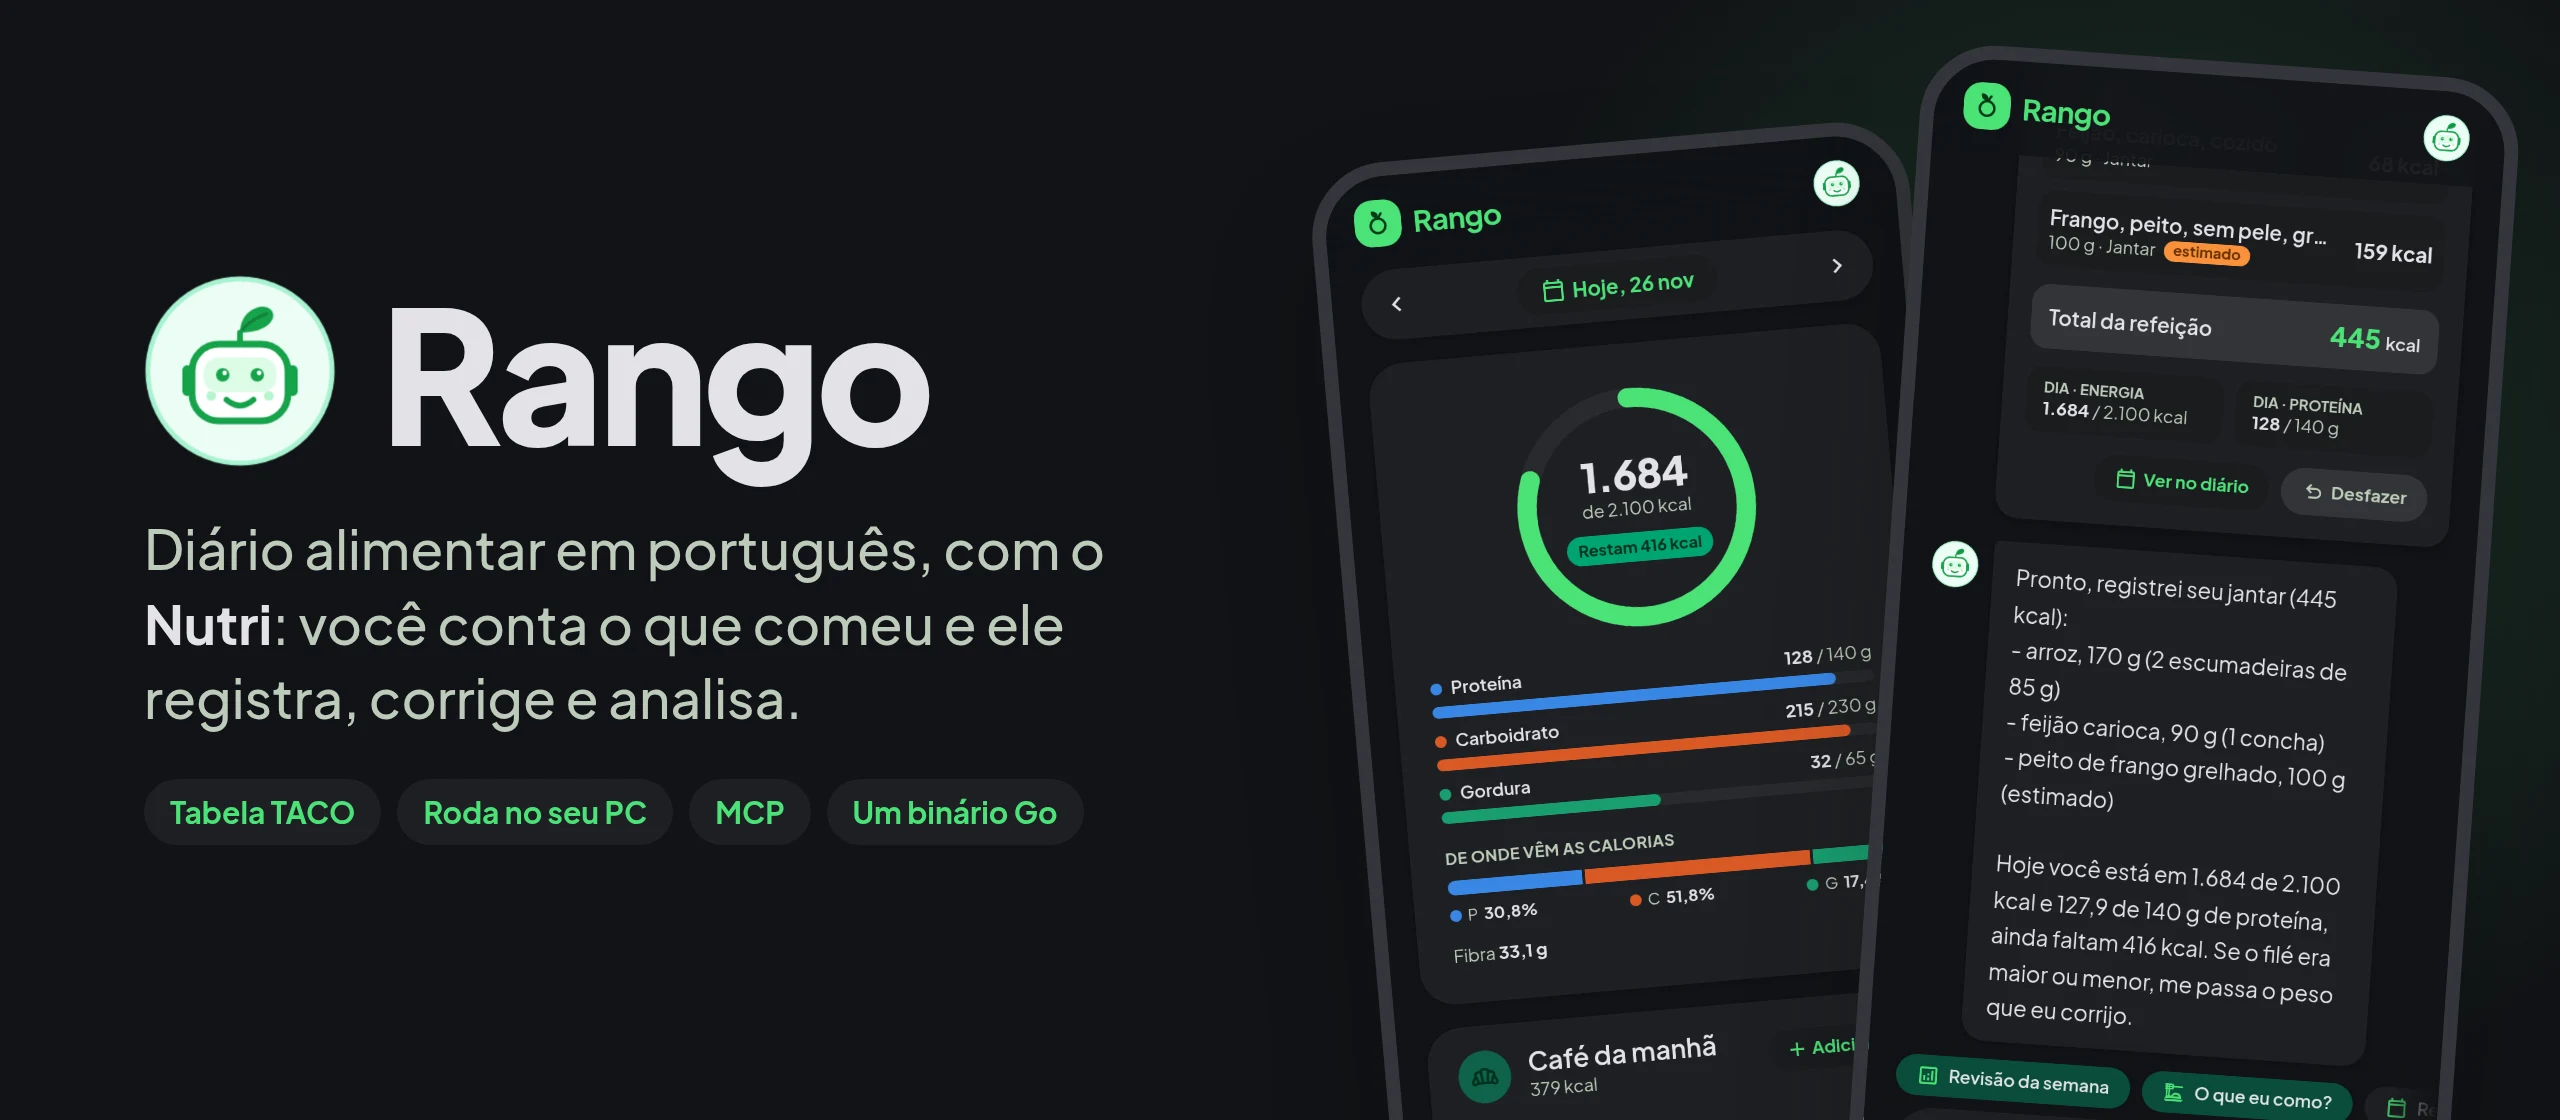 Rango
Diário alimentar em português, com o
Nutri: você conta o que comeu e ele
registra, corrige e analisa.
Tabela TACO
Roda no seu PC
MCP
Um binário Go
Rango
Hoje, 26 nov
1.684
de 2.100 kcal
Restam 416 kcal
Proteína
128 / 140 g
Carboidrato
215 / 230 g
Gordura
32 / 65 g
DE ONDE VÊM AS CALORIAS
P 30,8%
C 51,8%
G 17,
Fibra 33,1 g
Café da manhã
379 kcal
+ Adici
Rango
Feijão, carioca, cozido
68 kcal
90 g · Jantar
Frango, peito, sem pele, gr...
159 kcal
100 g · Jantar
estimado
Total da refeição
445 kcal
DIA · ENERGIA
1.684 / 2.100 kcal
DIA · PROTEÍNA
128 / 140 g
Ver no diário
Desfazer
Pronto, registrei seu jantar (445
kcal):
- arroz, 170 g (2 escumadeiras de
85 g)
- feijão carioca, 90 g (1 concha)
- peito de frango grelhado, 100 g
(estimado)
Hoje você está em 1.684 de 2.100
kcal e 127,9 de 140 g de proteína,
ainda faltam 416 kcal. Se o filé era
maior ou menor, me passa o peso
que eu corrijo.
Revisão da semana
O que eu como?